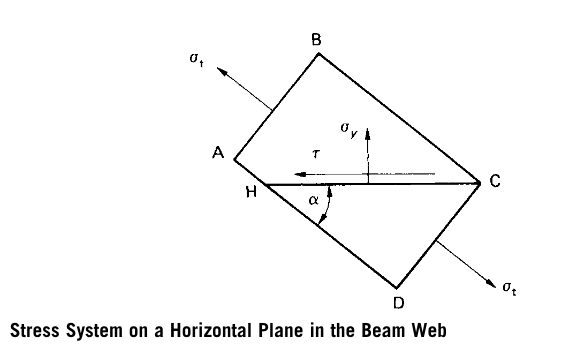 B
σt
σy
A
τ
C
H
α
σt
D
Stress System on a Horizontal Plane in the Beam Web